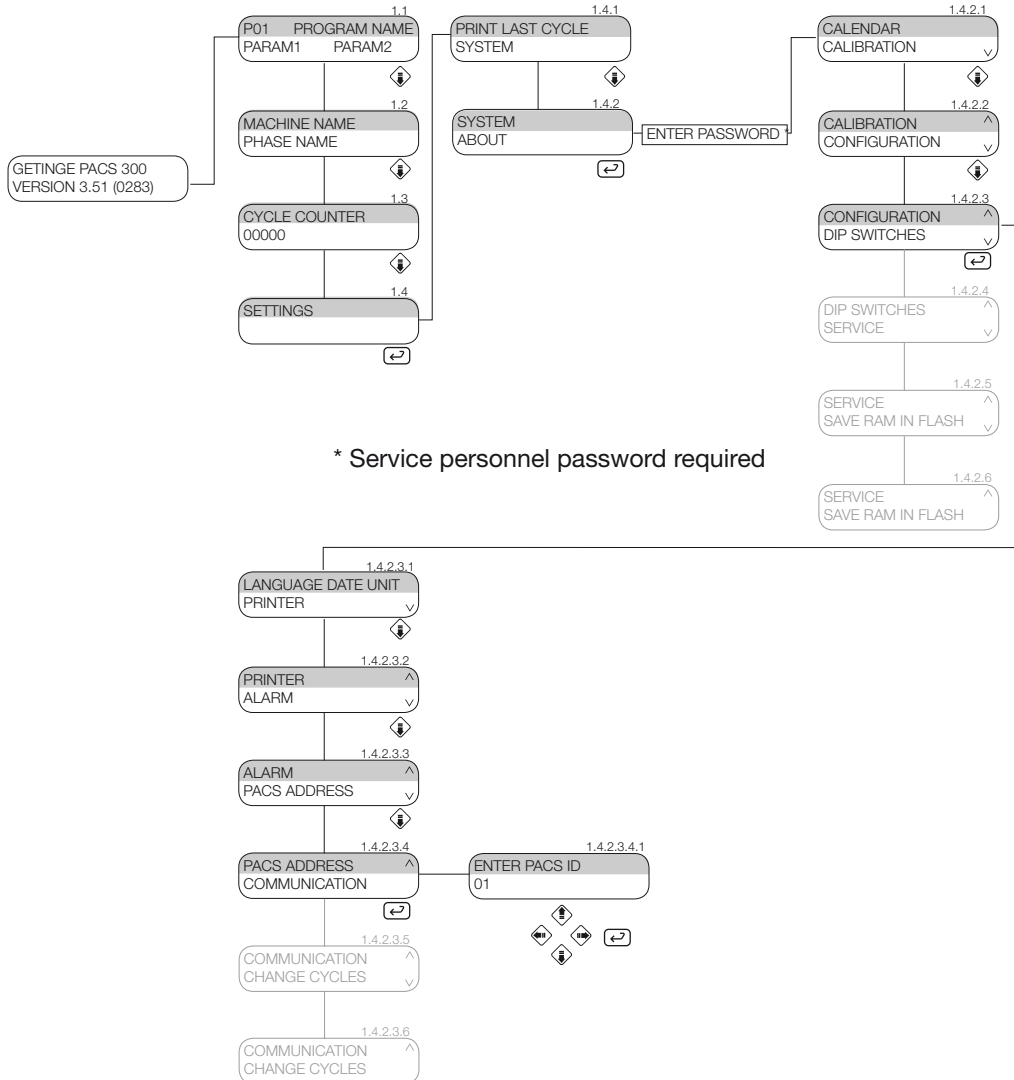 GETINGE PACS 300
VERSION 3.51 (0283)
1.1
P01 PROGRAM NAME
PARAM1 PARAM2
1.2
MACHINE NAME
PHASE NAME
1.3
CYCLE COUNTER
00000
1.4
SETTINGS
1.4.1
PRINT LAST CYCLE
SYSTEM
1.4.2
SYSTEM
ABOUT
ENTER PASSWORD *
1.4.2.1
CALENDAR
CALIBRATION
1.4.2.2
CALIBRATION
CONFIGURATION
1.4.2.3
CONFIGURATION
DIP SWITCHES
1.4.2.4
DIP SWITCHES
SERVICE
1.4.2.5
SERVICE
SAVE RAM IN FLASH
1.4.2.6
SERVICE
SAVE RAM IN FLASH
* Service personnel password required
1.4.2.3.1
LANGUAGE DATE UNIT
PRINTER
1.4.2.3.2
PRINTER
ALARM
1.4.2.3.3
ALARM
PACS ADDRESS
1.4.2.3.4
PACS ADDRESS
COMMUNICATION
1.4.2.3.4.1
ENTER PACS ID
01
1.4.2.3.5
COMMUNICATION
CHANGE CYCLES
1.4.2.3.6
COMMUNICATION
CHANGE CYCLES